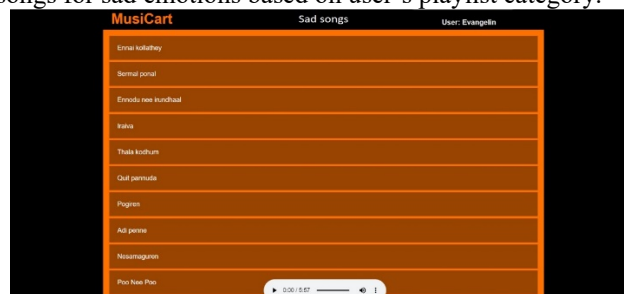 songs for sad emotions based on user's playlist category.
MusiCart Sad songs User: Evangelin
Ennai kollathey
Sermal ponal
Ennodu nee irundhaal
Iraiva
Thala kodhum
Quit pannuda
Pogiren
Adi penne
Nesamaguren
Poo Nee Poo
0:00 / 5:57